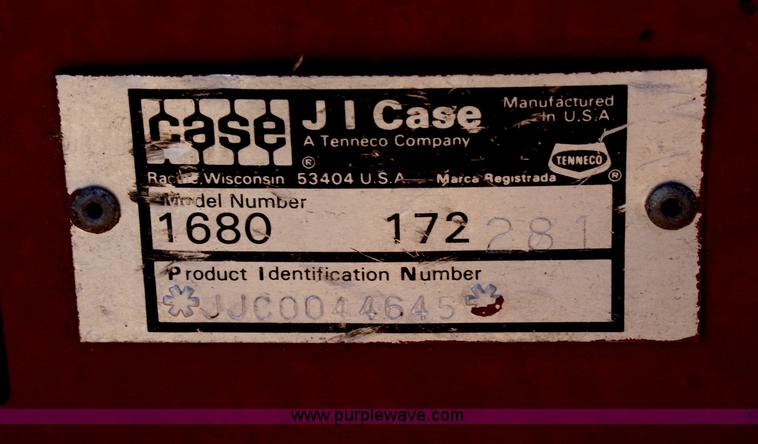 case J I Case Manufactured In U.S.A
A Tenneco Company
TENNECO
Racine, Wisconsin 53404 U.S.A. Marca Registrada
Model Number
1680 172 281
Product Identification Number
*JJC0044645*
www.purplewave.com